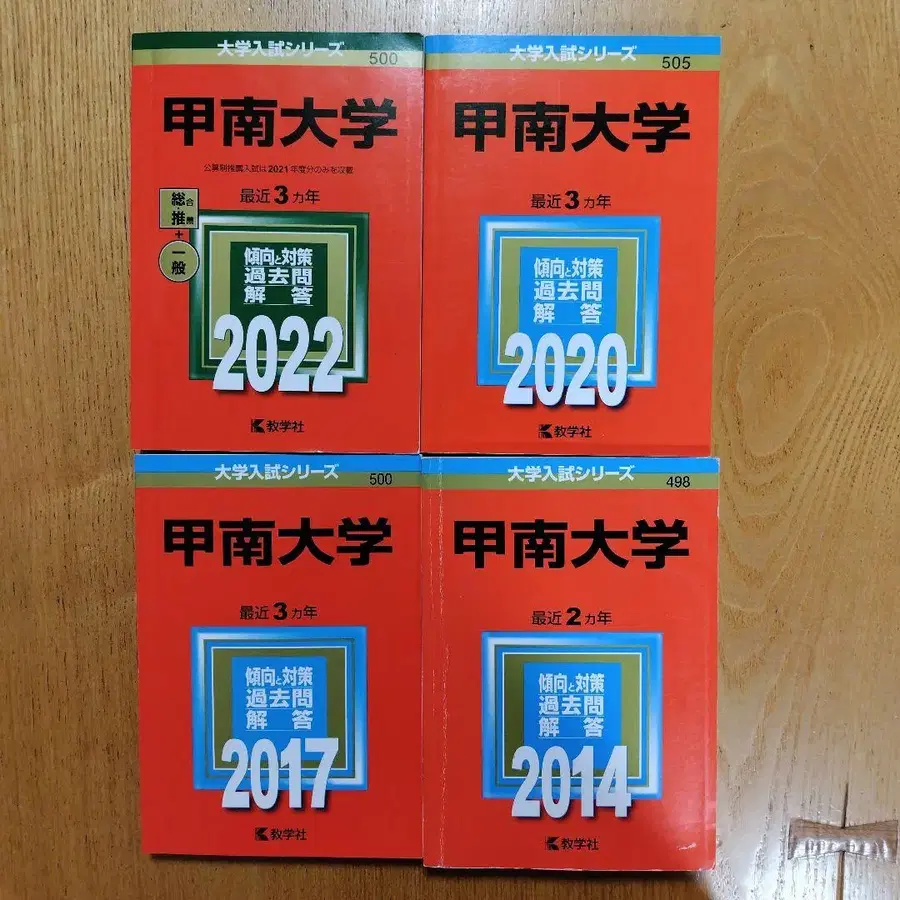 大学入試シリーズ
500
甲南大学
公募制推薦入試は2021年度分のみを収載
最近3カ年
総合・推薦
+
一般
傾向と対策
過去問
解答
2022
教学社
大学入試シリーズ
505
甲南大学
最近3カ年
傾向と対策
過去問
解答
2020
教学社
大学入試シリーズ
500
甲南大学
最近3カ年
傾向と対策
過去問
解答
2017
教学社
大学入試シリーズ
498
甲南大学
最近2カ年
傾向と対策
過去問
解答
2014
教学社